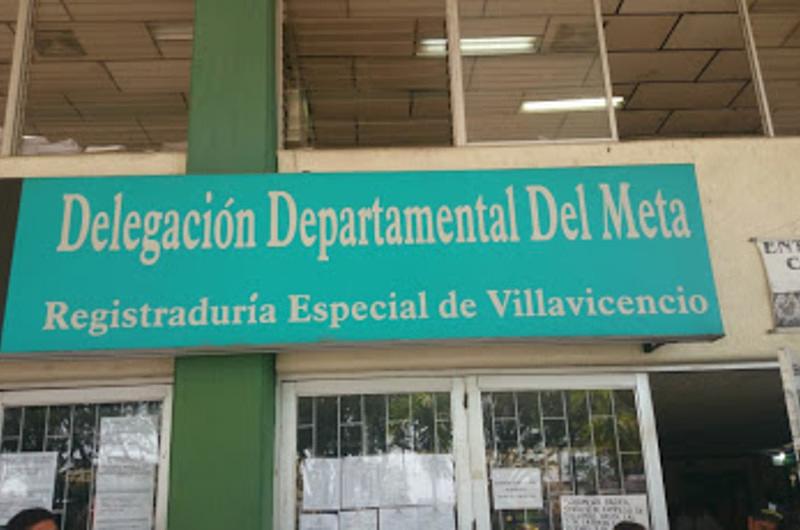 Delegación Departamental Del Meta
Registraduría Especial de Villavicencio